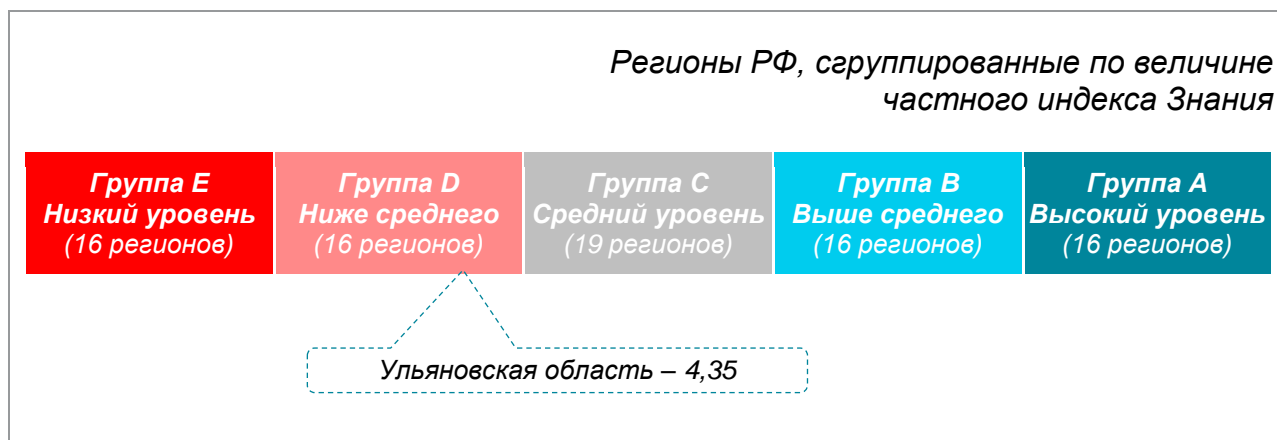 Регионы РФ, сгруппированные по величине
частного индекса Знания
Группа E
Низкий уровень
(16 регионов)
Группа D
Ниже среднего
(16 регионов)
Группа C
Средний уровень
(19 регионов)
Группа B
Выше среднего
(16 регионов)
Группа A
Высокий уровень
(16 регионов)
Ульяновская область – 4,35